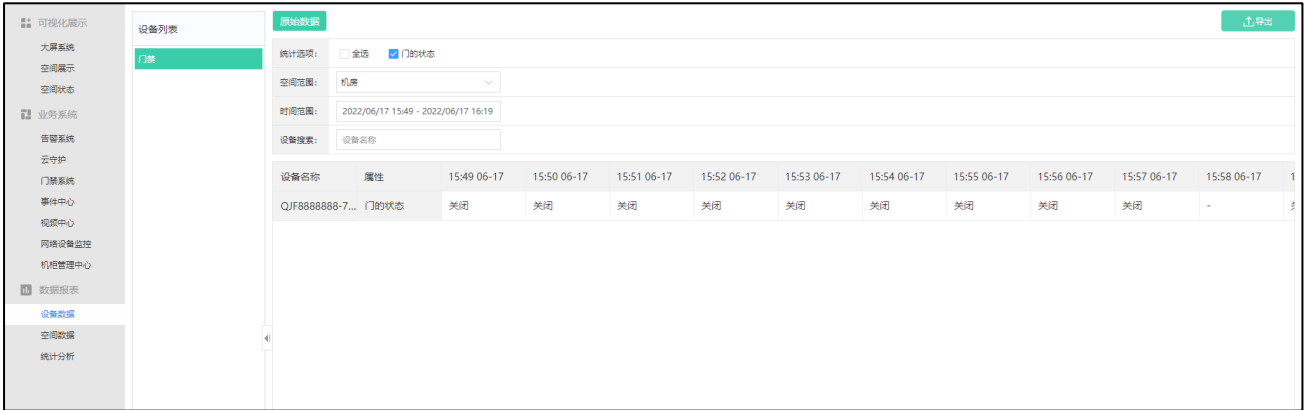 可视化展示
大屏系统
空间展示
空间状态
业务系统
告警系统
云守护
门禁系统
事件中心
视频中心
网络设备监控
机柜管理中心
数据报表
设备数据
空间数据
统计分析
设备列表
门禁
原始数据
导出
统计选项： 全选 门的状态
空间范围： 机房
时间范围： 2022/06/17 15:49 - 2022/06/17 16:19
设备搜索： 设备名称
设备名称 属性 15:49 06-17 15:50 06-17 15:51 06-17 15:52 06-17 15:53 06-17 15:54 06-17 15:55 06-17 15:56 06-17 15:57 06-17 15:58 06-17
QJF8888888-7... 门的状态 关闭 关闭 关闭 关闭 关闭 关闭 关闭 关闭 关闭 -